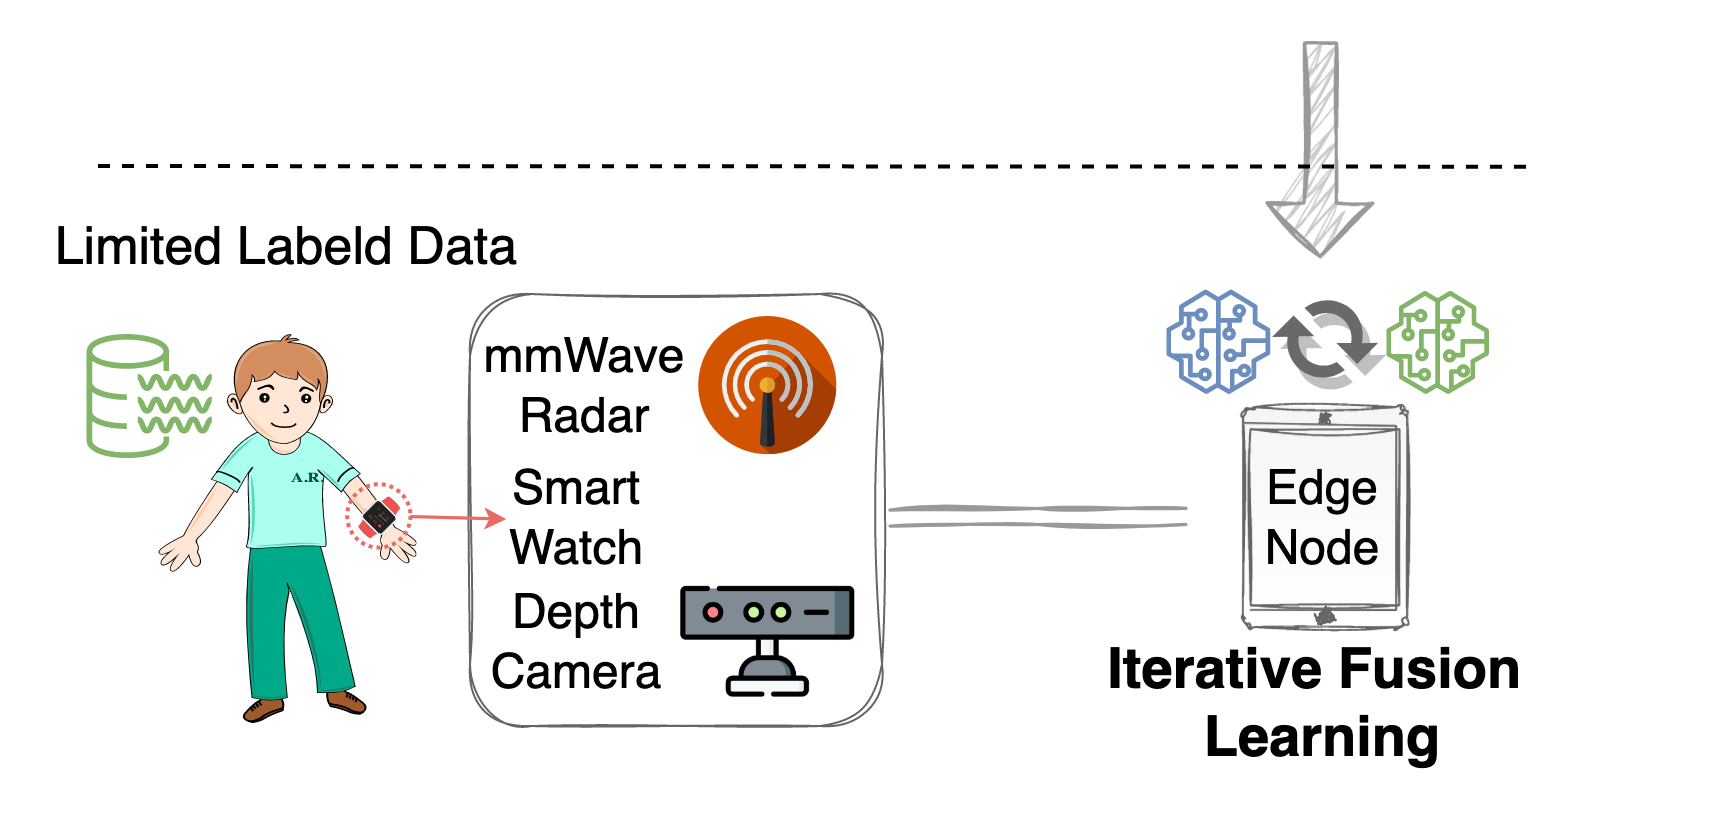 Limited Labeld Data
A.R.
mmWave
Radar
Smart
Watch
Depth
Camera
Edge
Node
Iterative Fusion
Learning